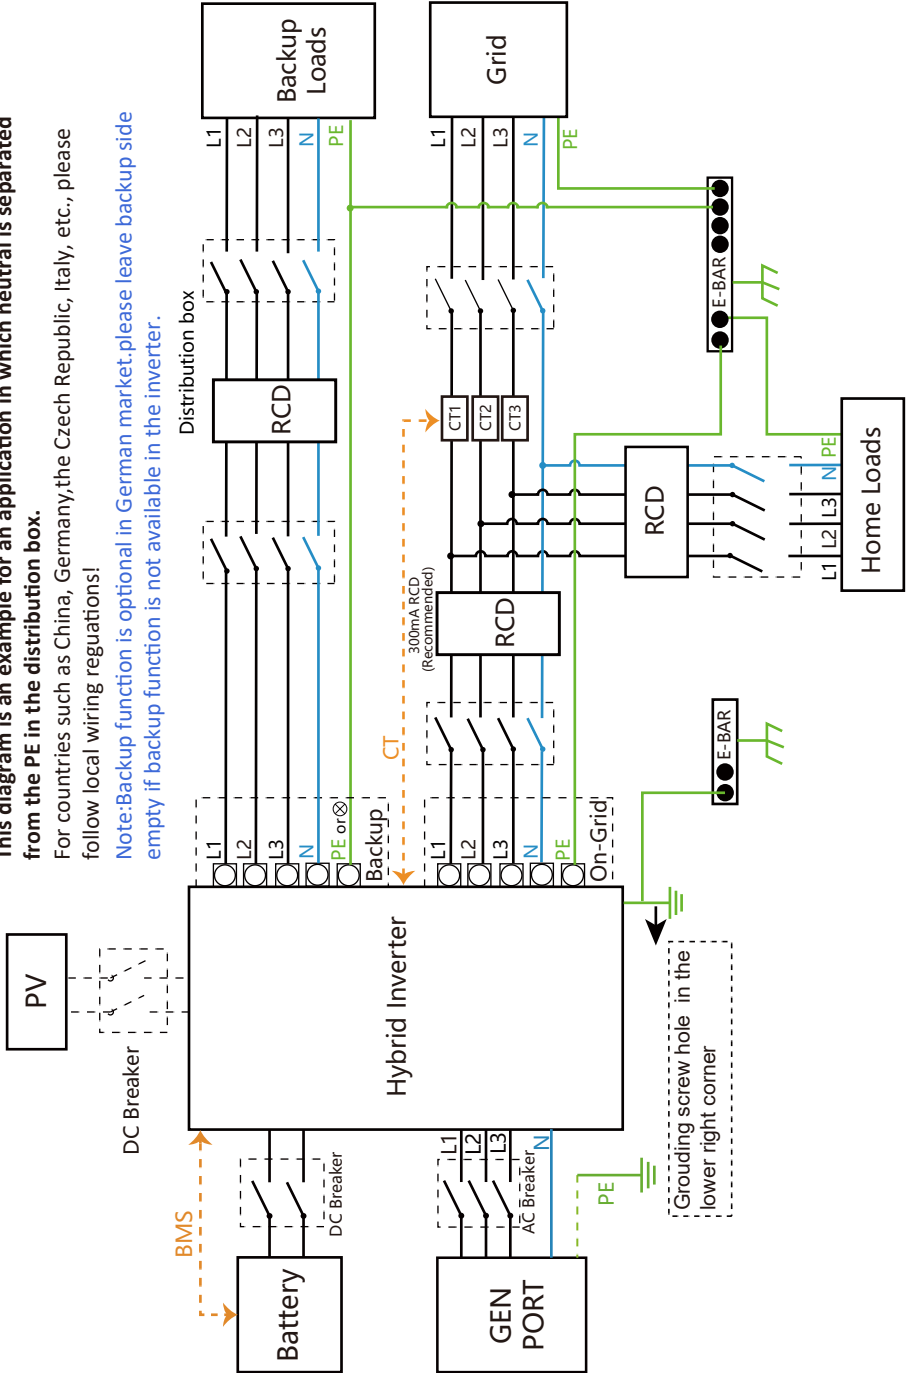 This diagram is an example for an application in which neutral is separated
from the PE in the distribution box.
For countries such as China, Germany,the Czech Republic, Italy, etc., please
follow local wiring reguations!
Note:Backup function is optional in German market.please leave backup side
empty if backup function is not available in the inverter.
PV
DC Breaker
BMS
Battery
DC Breaker
GEN
PORT
L1
L2
L3
N
AC Breaker
PE
Hybrid Inverter
Grouding screw hole in the
lower right corner
L1
L2
L3
N
PE or⊗
Backup
CT
L1
L2
L3
N
PE
On-Grid
E-BAR
300mA RCD
(Recommended)
RCD
CT1
CT2
CT3
RCD
L1
L2
L3
N
PE
Home Loads
E-BAR
Distribution box
RCD
L1
L2
L3
N
PE
Backup
Loads
L1
L2
L3
N
PE
Grid